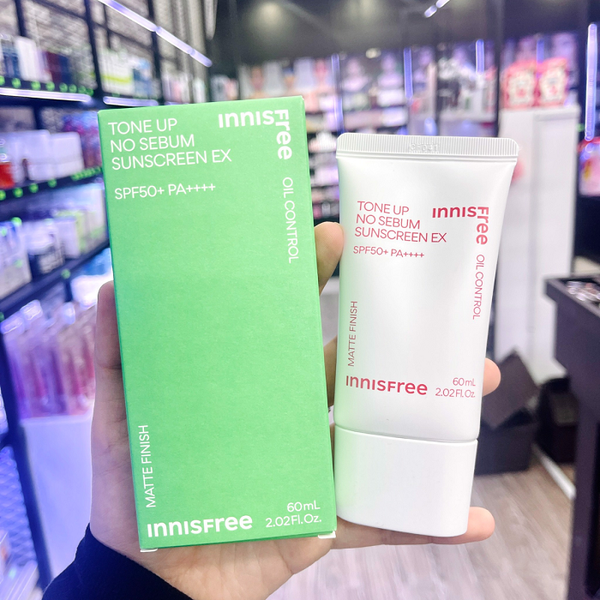 TONE UP
NO SEBUM
SUNSCREEN EX
SPF50+ PA++++
innisfree
OIL CONTROL
MATTE FINISH
innisfree
60mL
2.02Fl.Oz.
TONE UP
NO SEBUM
SUNSCREEN EX
SPF50+ PA++++
innisfree
OIL CONTROL
MATTE FINISH
innisfree
60mL
2.02Fl.Oz.